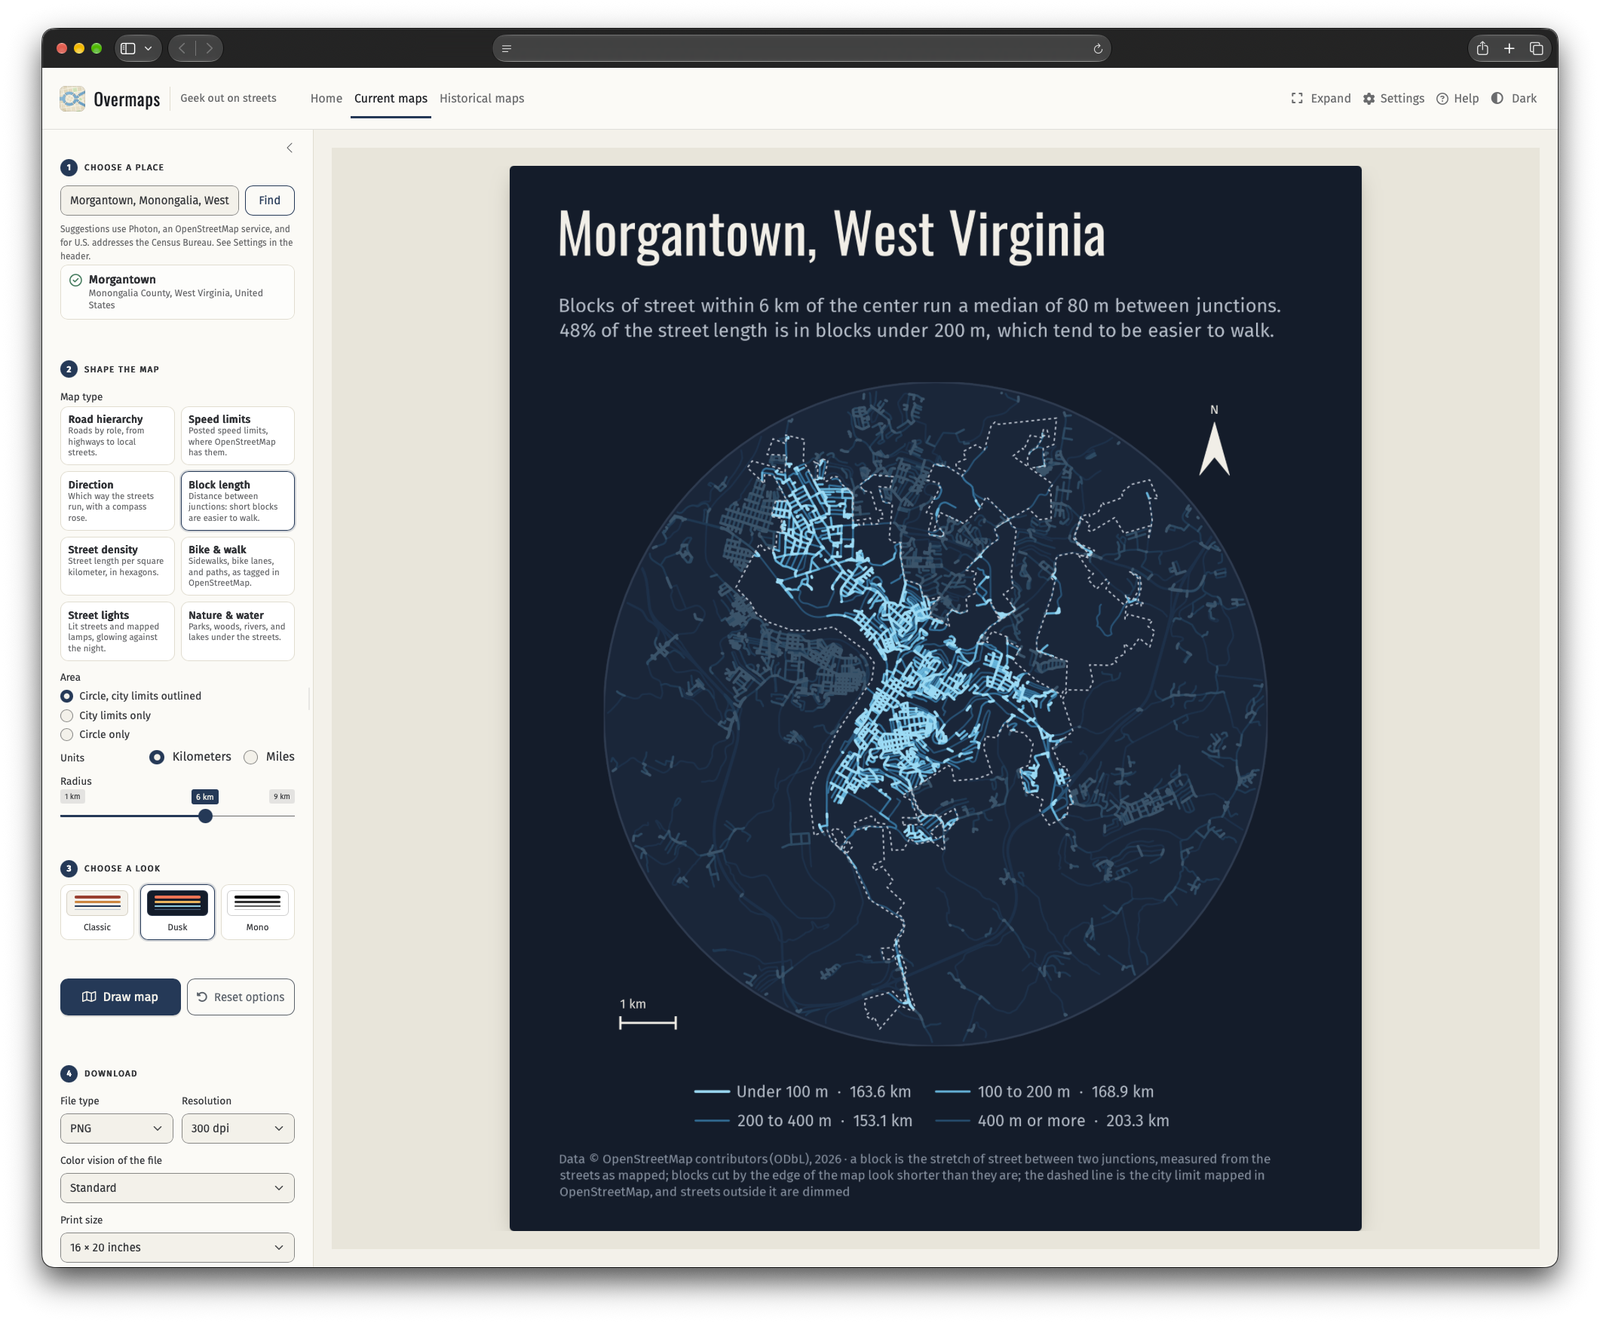 Overmaps
Geek out on streets
Home
Current maps
Historical maps
Expand
Settings
Help
Dark
1 CHOOSE A PLACE
Morgantown, Monongalia, West
Find
Suggestions use Photon, an OpenStreetMap service, and
for U.S. addresses the Census Bureau. See Settings in the
header.
Morgantown
Monongalia County, West Virginia, United
States
2 SHAPE THE MAP
Map type
Road hierarchy
Roads by role, from
highways to local
streets.
Speed limits
Posted speed limits,
where OpenStreetMap
has them.
Direction
Which way the streets
run, with a compass
rose.
Block length
Distance between
junctions: short blocks
are easier to walk.
Street density
Street length per square
kilometer, in hexagons.
Bike & walk
Sidewalks, bike lanes,
and paths, as tagged in
OpenStreetMap.
Street lights
Lit streets and mapped
lamps, glowing against
the night.
Nature & water
Parks, woods, rivers, and
lakes under the streets.
Area
Circle, city limits outlined
City limits only
Circle only
Units
Kilometers
Miles
Radius
1 km
6 km
9 km
3 CHOOSE A LOOK
Classic
Dusk
Mono
Draw map
Reset options
4 DOWNLOAD
File type
Resolution
PNG
300 dpi
Color vision of the file
Standard
Print size
16 × 20 inches
Morgantown, West Virginia
Blocks of street within 6 km of the center run a median of 80 m between junctions.
48% of the street length is in blocks under 200 m, which tend to be easier to walk.
N
1 km
Under 100 m · 163.6 km
100 to 200 m · 168.9 km
200 to 400 m · 153.1 km
400 m or more · 203.3 km
Data © OpenStreetMap contributors (ODbL), 2026 · a block is the stretch of street between two junctions, measured from the
streets as mapped; blocks cut by the edge of the map look shorter than they are; the dashed line is the city limit mapped in
OpenStreetMap, and streets outside it are dimmed